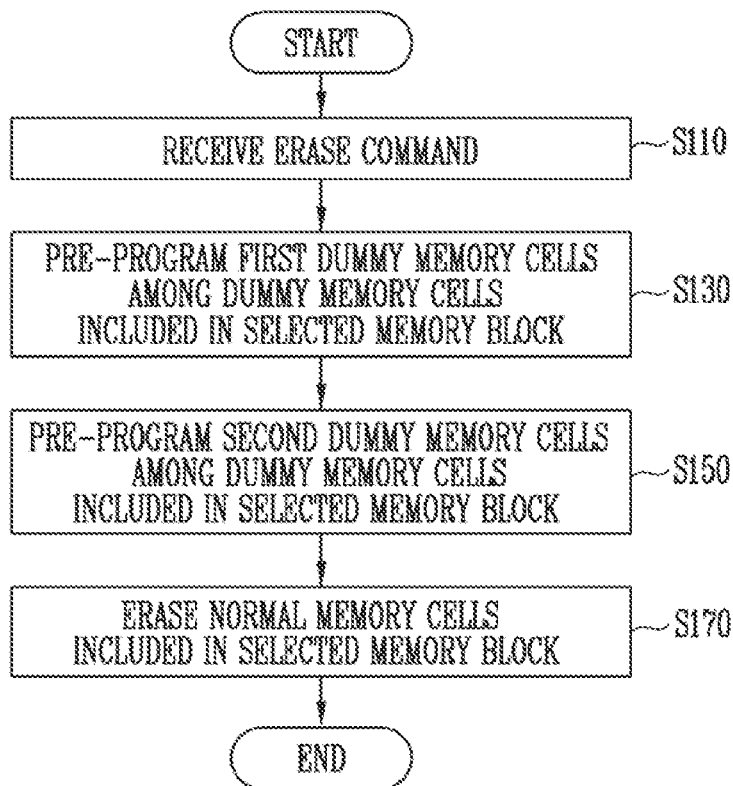 START
RECEIVE ERASE COMMAND
S110
PRE-PROGRAM FIRST DUMMY MEMORY CELLS
AMONG DUMMY MEMORY CELLS
INCLUDED IN SELECTED MEMORY BLOCK
S130
PRE-PROGRAM SECOND DUMMY MEMORY CELLS
AMONG DUMMY MEMORY CELLS
INCLUDED IN SELECTED MEMORY BLOCK
S150
ERASE NORMAL MEMORY CELLS
INCLUDED IN SELECTED MEMORY BLOCK
S170
END